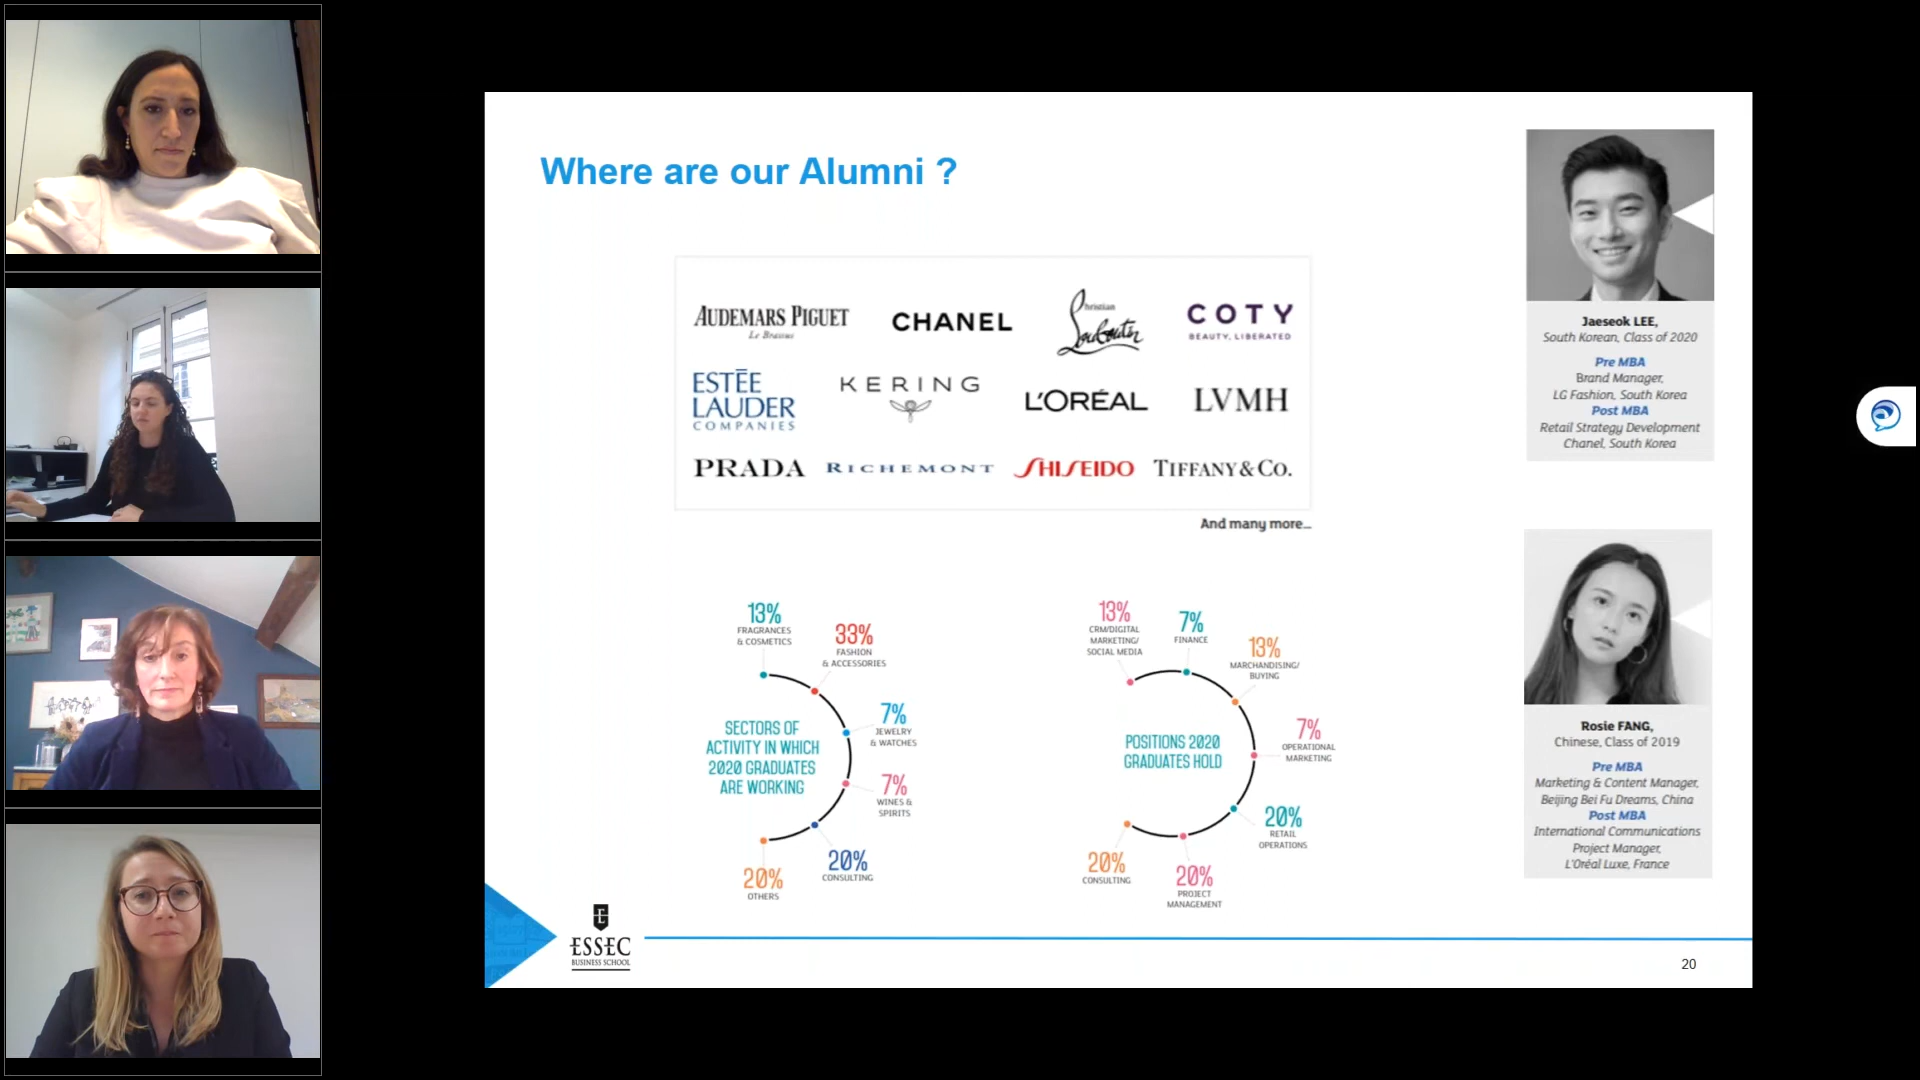 Where are our Alumni ?
AUDEMARS PIGUET
Le Brassus
CHANEL
Christian
Louboutin
COTY
BEAUTY, LIBERATED
ESTĒE
LAUDER
COMPANIES
KERING
L'ORÉAL
LVMH
PRADA
RICHEMONT
SHISEIDO
TIFFANY & CO.
And many more...
13%
FRAGRANCES
& COSMETICS
33%
FASHION
& ACCESSORIES
7%
JEWELRY
& WATCHES
7%
WINES &
SPIRITS
20%
CONSULTING
20%
OTHERS
SECTORS OF
ACTIVITY IN WHICH
2020 GRADUATES
ARE WORKING
13%
CRM/DIGITAL
MARKETING/
SOCIAL MEDIA
7%
FINANCE
13%
MARCHANDISING/
BUYING
7%
OPERATIONAL
MARKETING
20%
RETAIL
OPERATIONS
20%
PROJECT
MANAGEMENT
20%
CONSULTING
POSITIONS 2020
GRADUATES HOLD
Jaeseok LEE,
South Korean, Class of 2020
Pre MBA
Brand Manager,
LG Fashion, South Korea
Post MBA
Retail Strategy Development
Chanel, South Korea
Rosie FANG,
Chinese, Class of 2019
Pre MBA
Marketing & Content Manager,
Beijing Bei Fu Dreams, China
Post MBA
International Communications
Project Manager,
L'Oréal Luxe, France
ESSEC
BUSINESS SCHOOL
20